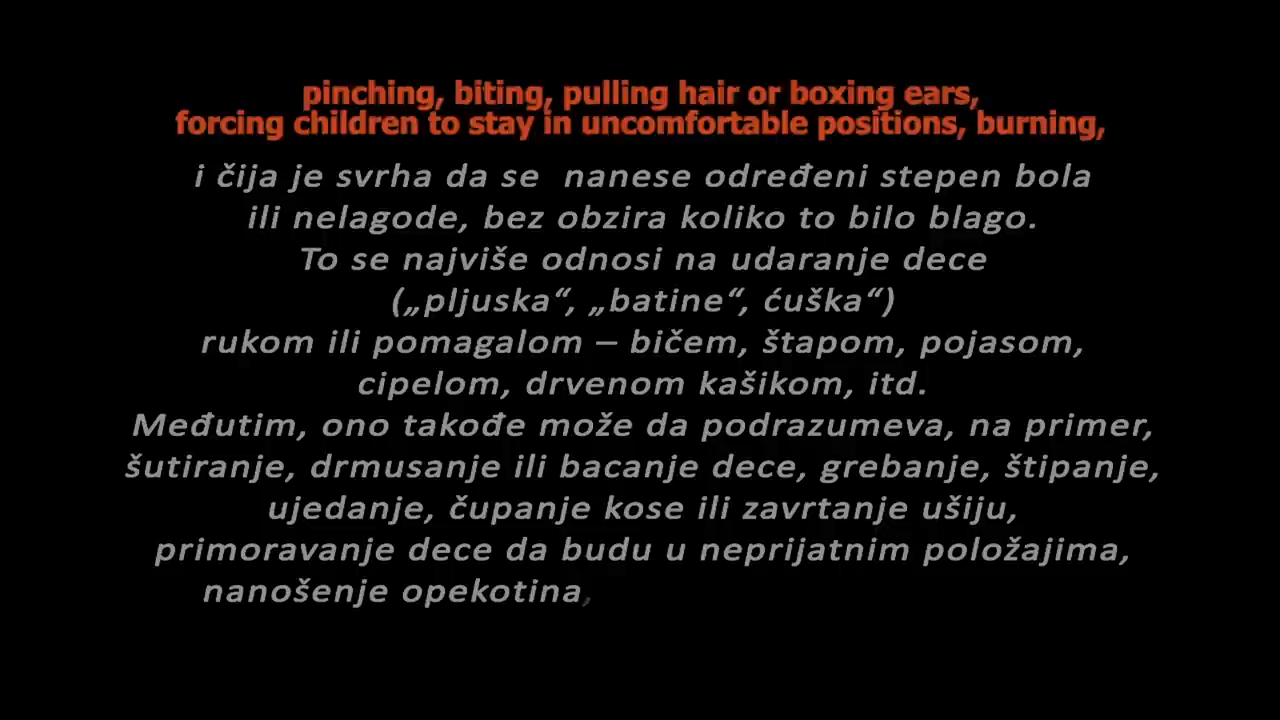 pinching, biting, pulling hair or boxing ears,
forcing children to stay in uncomfortable positions, burning,
i čija je svrha da se  nanese određeni stepen bola
ili nelagode, bez obzira koliko to bilo blago.
To se najviše odnosi na udaranje dece
(„pljuska“, „batine“, ćuška“)
rukom ili pomagalom – bičem, štapom, pojasom,
cipelom, drvenom kašikom, itd.
Međutim, ono takođe može da podrazumeva, na primer,
šutiranje, drmusanje ili bacanje dece, grebanje, štipanje,
ujedanje, čupanje kose ili zavrtanje ušiju,
primoravanje dece da budu u neprijatnim položajima,
nanošenje opekotina,